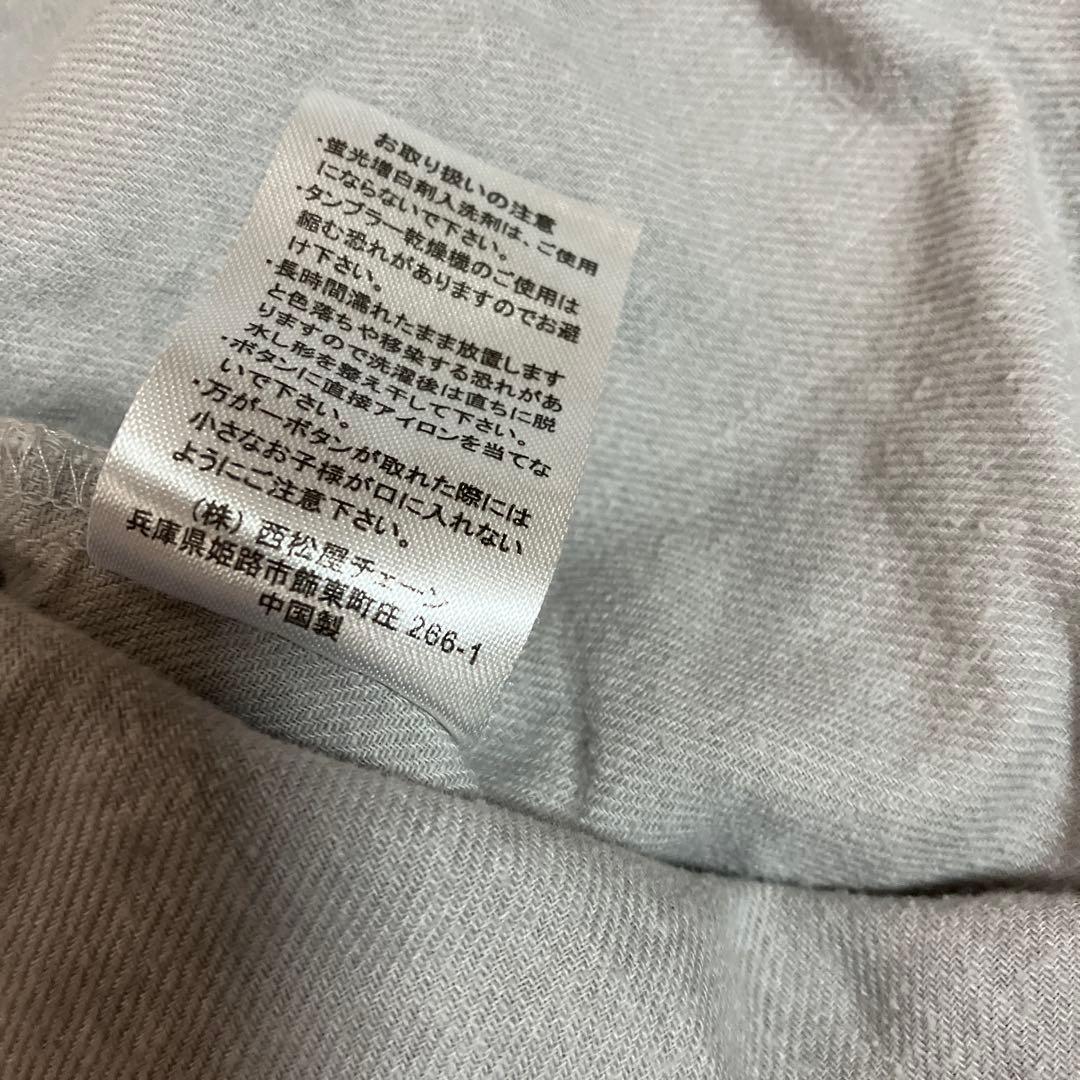 お取り扱いの注意
・蛍光増白剤入洗剤は、ご使用
にならないで下さい。
・タンブラー乾燥機のご使用は
縮む恐れがありますのでお避
け下さい。
・長時間濡れたまま放置します
と色落ちや移染する恐れがあ
りますので洗濯後は直ちに脱
水し形を整え干して下さい。
・ボタンに直接アイロンを当てな
いで下さい。
・万が一ボタンが取れた際には
小さなお子様が口に入れない
ようにご注意下さい。
(株) 西松屋チェーン
兵庫県姫路市飾東町庄 266-1
中国製